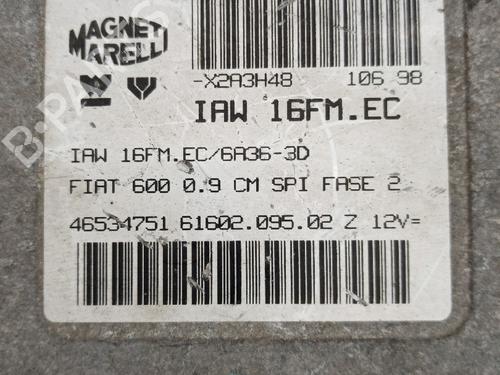 MAGNETI
MARELLI
-X2A3H48 106 98
IAW 16FM.EC
IAW 16FM.EC/6A36-3D
FIAT 600 0.9 CM SPI FASE 2
46534751 61602.095.02 Z 12V=
B-PARTS